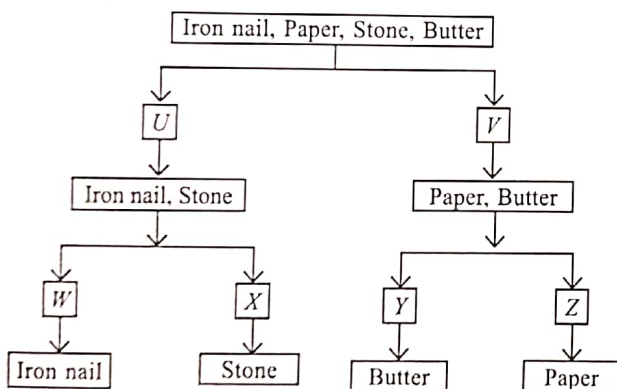 Iron nail, Paper, Stone, Butter
U
V
Iron nail, Stone
Paper, Butter
W
X
Y
Z
Iron nail
Stone
Butter
Paper